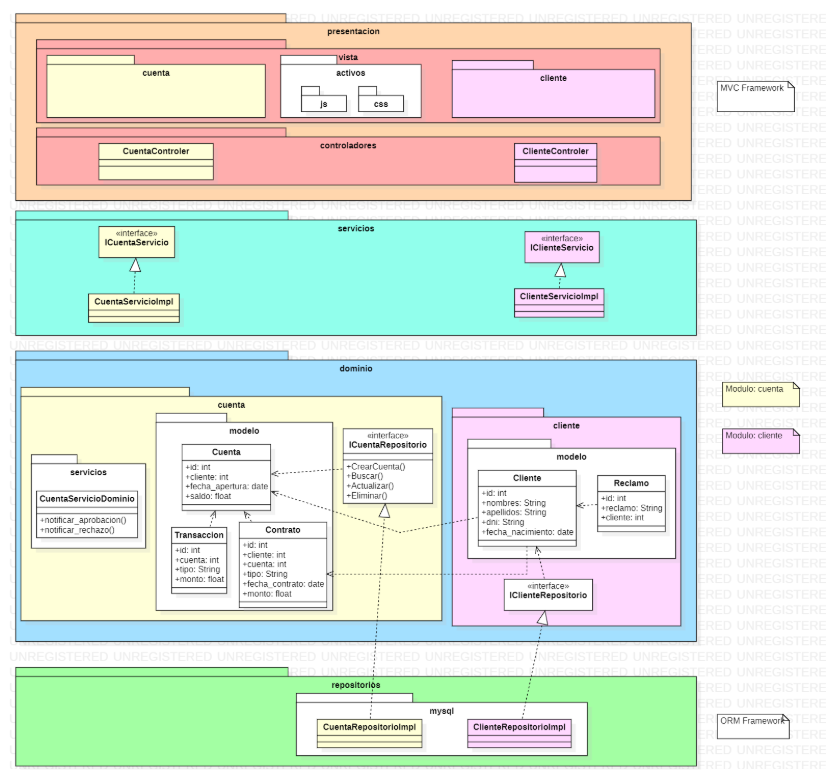 presentacion
vista
cuenta
activos
js
css
cliente
MVC Framework
controladores
CuentaControler
ClienteControler
servicios
«interface»
ICuentaServicio
«interface»
IClienteServicio
CuentaServicioImpl
ClienteServicioImpl
dominio
cuenta
modelo
Cuenta
+id: int
+cliente: int
+fecha_apertura: date
+saldo: float
«interface»
ICuentaRepositorio
+CrearCuenta()
+Buscar()
+Actualizar()
+Eliminar()
servicios
CuentaServicioDominio
+notificar_aprobacion()
+notificar_rechazo()
Transaccion
+id: int
+cuenta: int
+tipo: String
+monto: float
Contrato
+id: int
+cliente: int
+cuenta: int
+tipo: String
+fecha_contrato: date
+monto: float
cliente
modelo
Cliente
+id: int
+nombres: String
+apellidos: String
+dni: String
+fecha_nacimiento: date
Reclamo
+id: int
+reclamo: String
+cliente: int
«interface»
IClienteRepositorio
Modulo: cuenta
Modulo: cliente
repositorios
mysql
CuentaRepositorioImpl
ClienteRepositorioImpl
ORM Framework
UNREGISTERED UNREGISTERED UNREGISTERED UNREGISTERED UNREGISTERED